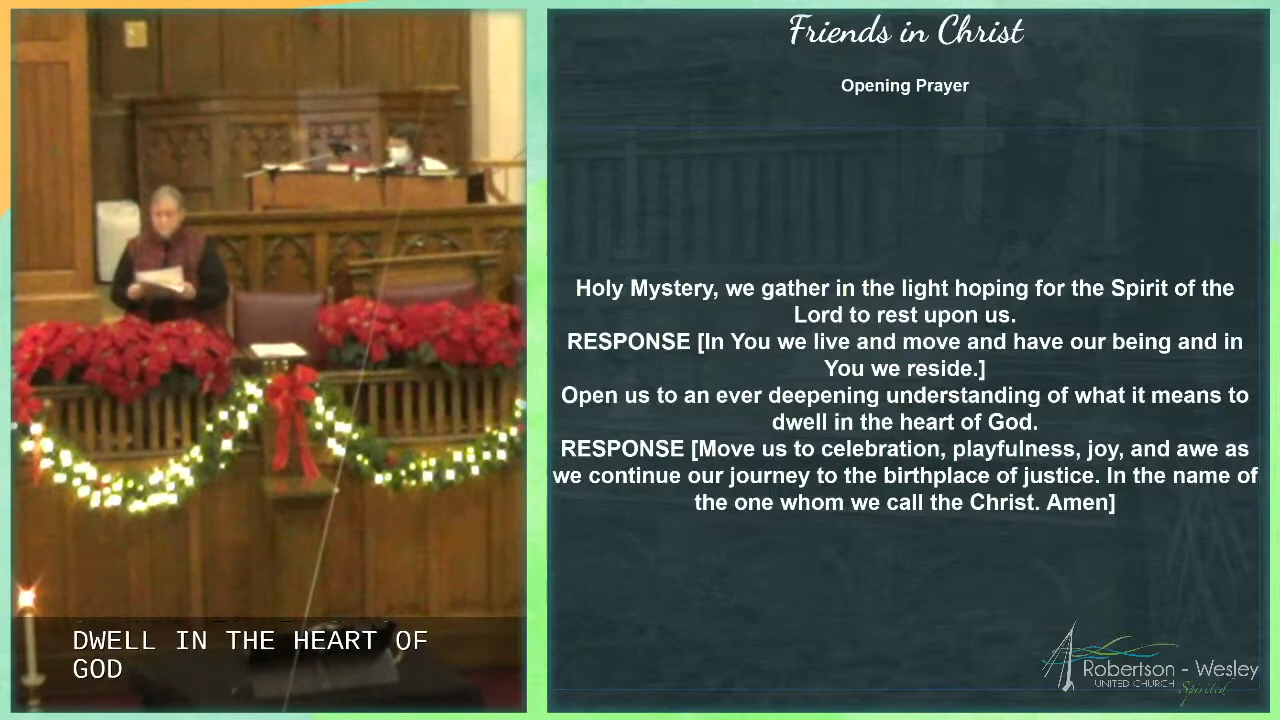 Friends in Christ
Opening Prayer
Holy Mystery, we gather in the light hoping for the Spirit of the
Lord to rest upon us.
RESPONSE [In You we live and move and have our being and in
You we reside.]
Open us to an ever deepening understanding of what it means to
dwell in the heart of God.
RESPONSE [Move us to celebration, playfulness, joy, and awe as
we continue our journey to the birthplace of justice. In the name of
the one whom we call the Christ. Amen]
DWELL IN THE HEART OF
GOD
Robertson - Wesley
UNITED CHURCH
Spirited